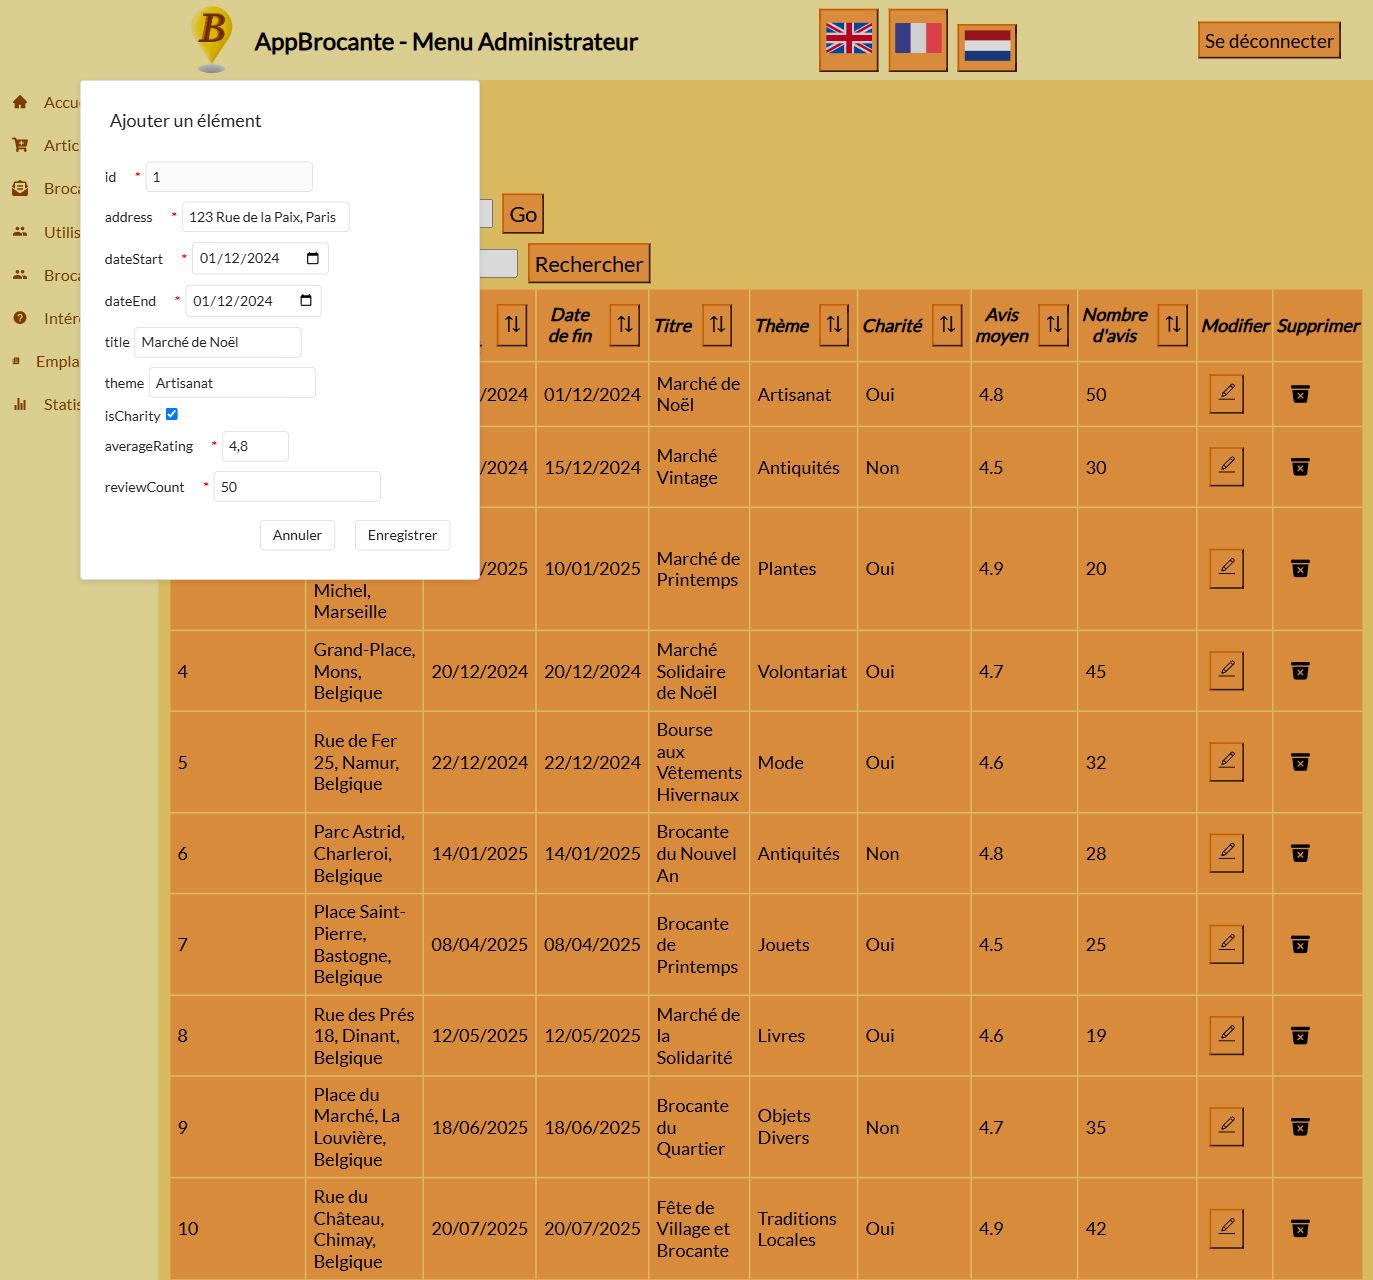 B AppBrocante - Menu Administrateur Se déconnecter
Ajouter un élément
id * 1
address * 123 Rue de la Paix, Paris
dateStart * 01/12/2024
dateEnd * 01/12/2024
title Marché de Noël
theme Artisanat
isCharity
averageRating * 4,8
reviewCount * 50
Annuler Enregistrer
Go
Rechercher
Date
de fin
Titre
Thème
Charité
Avis
moyen
Nombre
d'avis
Modifier
Supprimer
/2024 01/12/2024
Marché de
Noël
Artisanat Oui 4.8 50
/2024 15/12/2024
Marché
Vintage
Antiquités Non 4.5 30
Michel,
Marseille
/2025 10/01/2025
Marché de
Printemps
Plantes Oui 4.9 20
4
Grand-Place,
Mons,
Belgique
20/12/2024 20/12/2024
Marché
Solidaire
de Noël
Volontariat Oui 4.7 45
5
Rue de Fer
25, Namur,
Belgique
22/12/2024 22/12/2024
Bourse
aux
Vêtements
Hivernaux
Mode Oui 4.6 32
6
Parc Astrid,
Charleroi,
Belgique
14/01/2025 14/01/2025
Brocante
du Nouvel
An
Antiquités Non 4.8 28
7
Place Saint-
Pierre,
Bastogne,
Belgique
08/04/2025 08/04/2025
Brocante
de
Printemps
Jouets Oui 4.5 25
8
Rue des Prés
18, Dinant,
Belgique
12/05/2025 12/05/2025
Marché de
la
Solidarité
Livres Oui 4.6 19
9
Place du
Marché, La
Louvière,
Belgique
18/06/2025 18/06/2025
Brocante
du
Quartier
Objets
Divers
Non 4.7 35
10
Rue du
Château,
Chimay,
Belgique
20/07/2025 20/07/2025
Fête de
Village et
Brocante
Traditions
Locales
Oui 4.9 42